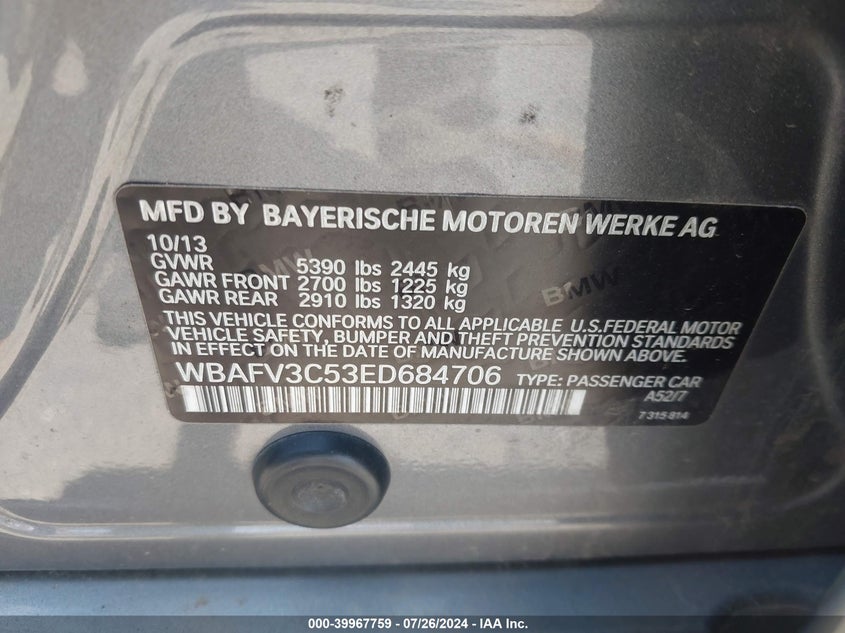 MFD BY BAYERISCHE MOTOREN WERKE AG
10/13
GVWR 5390 lbs 2445 kg
GAWR FRONT 2700 lbs 1225 kg
GAWR REAR 2910 lbs 1320 kg
THIS VEHICLE CONFORMS TO ALL APPLICABLE U.S.FEDERAL MOTOR
VEHICLE SAFETY, BUMPER AND THEFT PREVENTION STANDARDS
IN EFFECT ON THE DATE OF MANUFACTURE SHOWN ABOVE.
WBAFV3C53ED684706 TYPE: PASSENGER CAR
A52/7
7 315 814
BMW
000-39967759 | 07/26/2024 | IAA Inc.